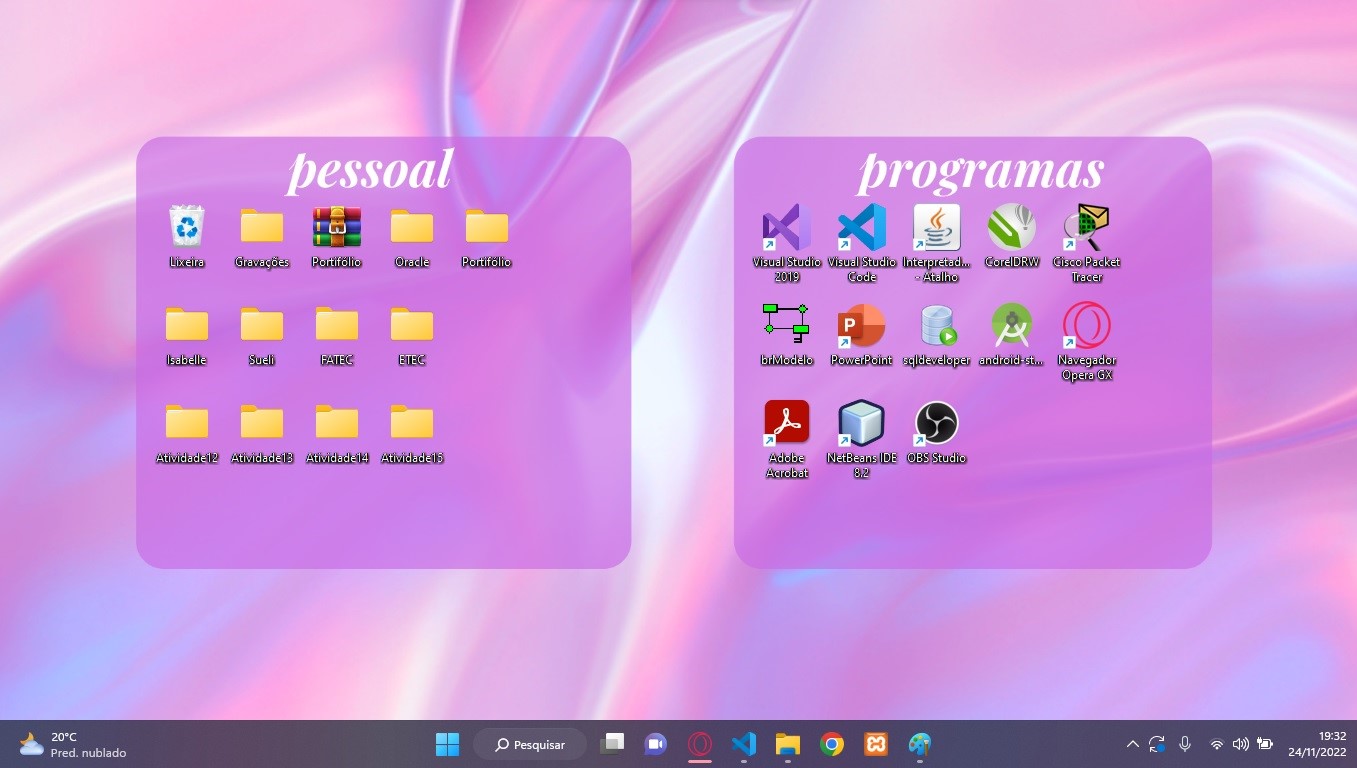 pessoal
programas
Lixeira
Gravações
Portifólio
Oracle
Portifólio
Isabelle
Sueli
FATEC
ETEC
Atividade12
Atividade13
Atividade14
Atividade15
Visual Studio
2019
Visual Studio
Code
Interpretad...
- Atalho
CorelDRW
Cisco Packet
Tracer
brModelo
PowerPoint
sqldeveloper
android-st...
Navegador
Opera GX
Adobe
Acrobat
NetBeans IDE
8.2
OBS Studio
20°C
Pred. nublado
Pesquisar
19:32
24/11/2022